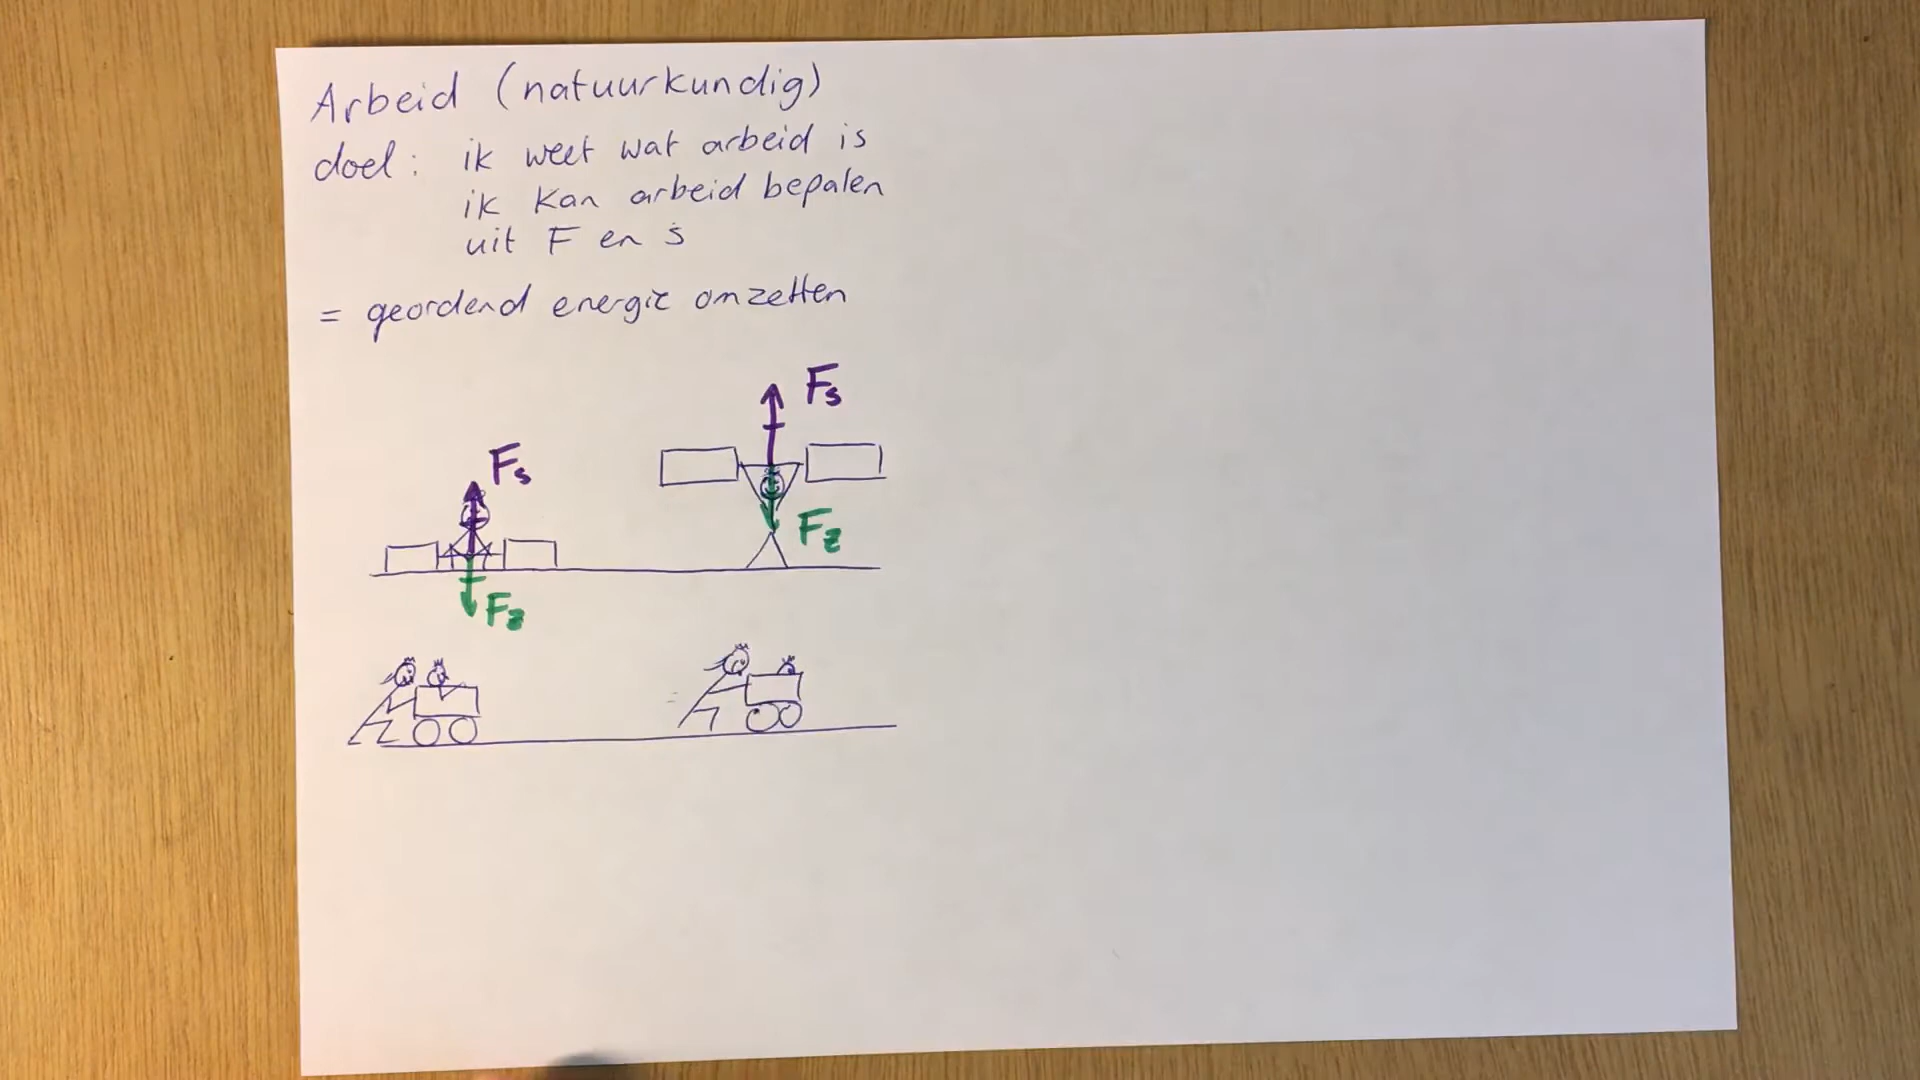 Arbeid (natuurkundig)
doel: ik weet wat arbeid is
ik kan arbeid bepalen
uit F en s
= geordend energie omzetten
Fs
Fs
Fz
Fz